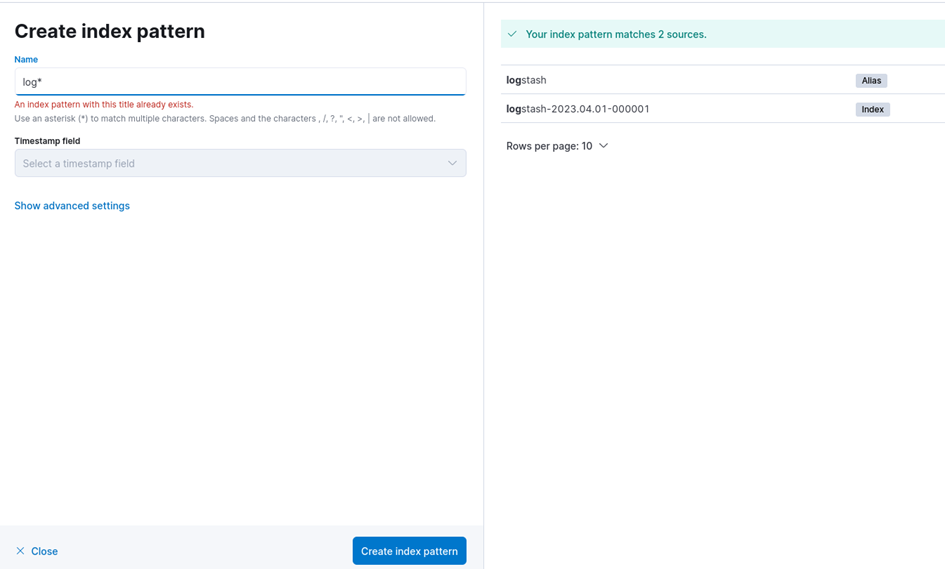 Create index pattern
Name
log*
An index pattern with this title already exists.
Use an asterisk (*) to match multiple characters. Spaces and the characters , /, ?, ", <, >, | are not allowed.
Timestamp field
Select a timestamp field
Show advanced settings
Close
Create index pattern
Your index pattern matches 2 sources.
logstash Alias
logstash-2023.04.01-000001 Index
Rows per page: 10